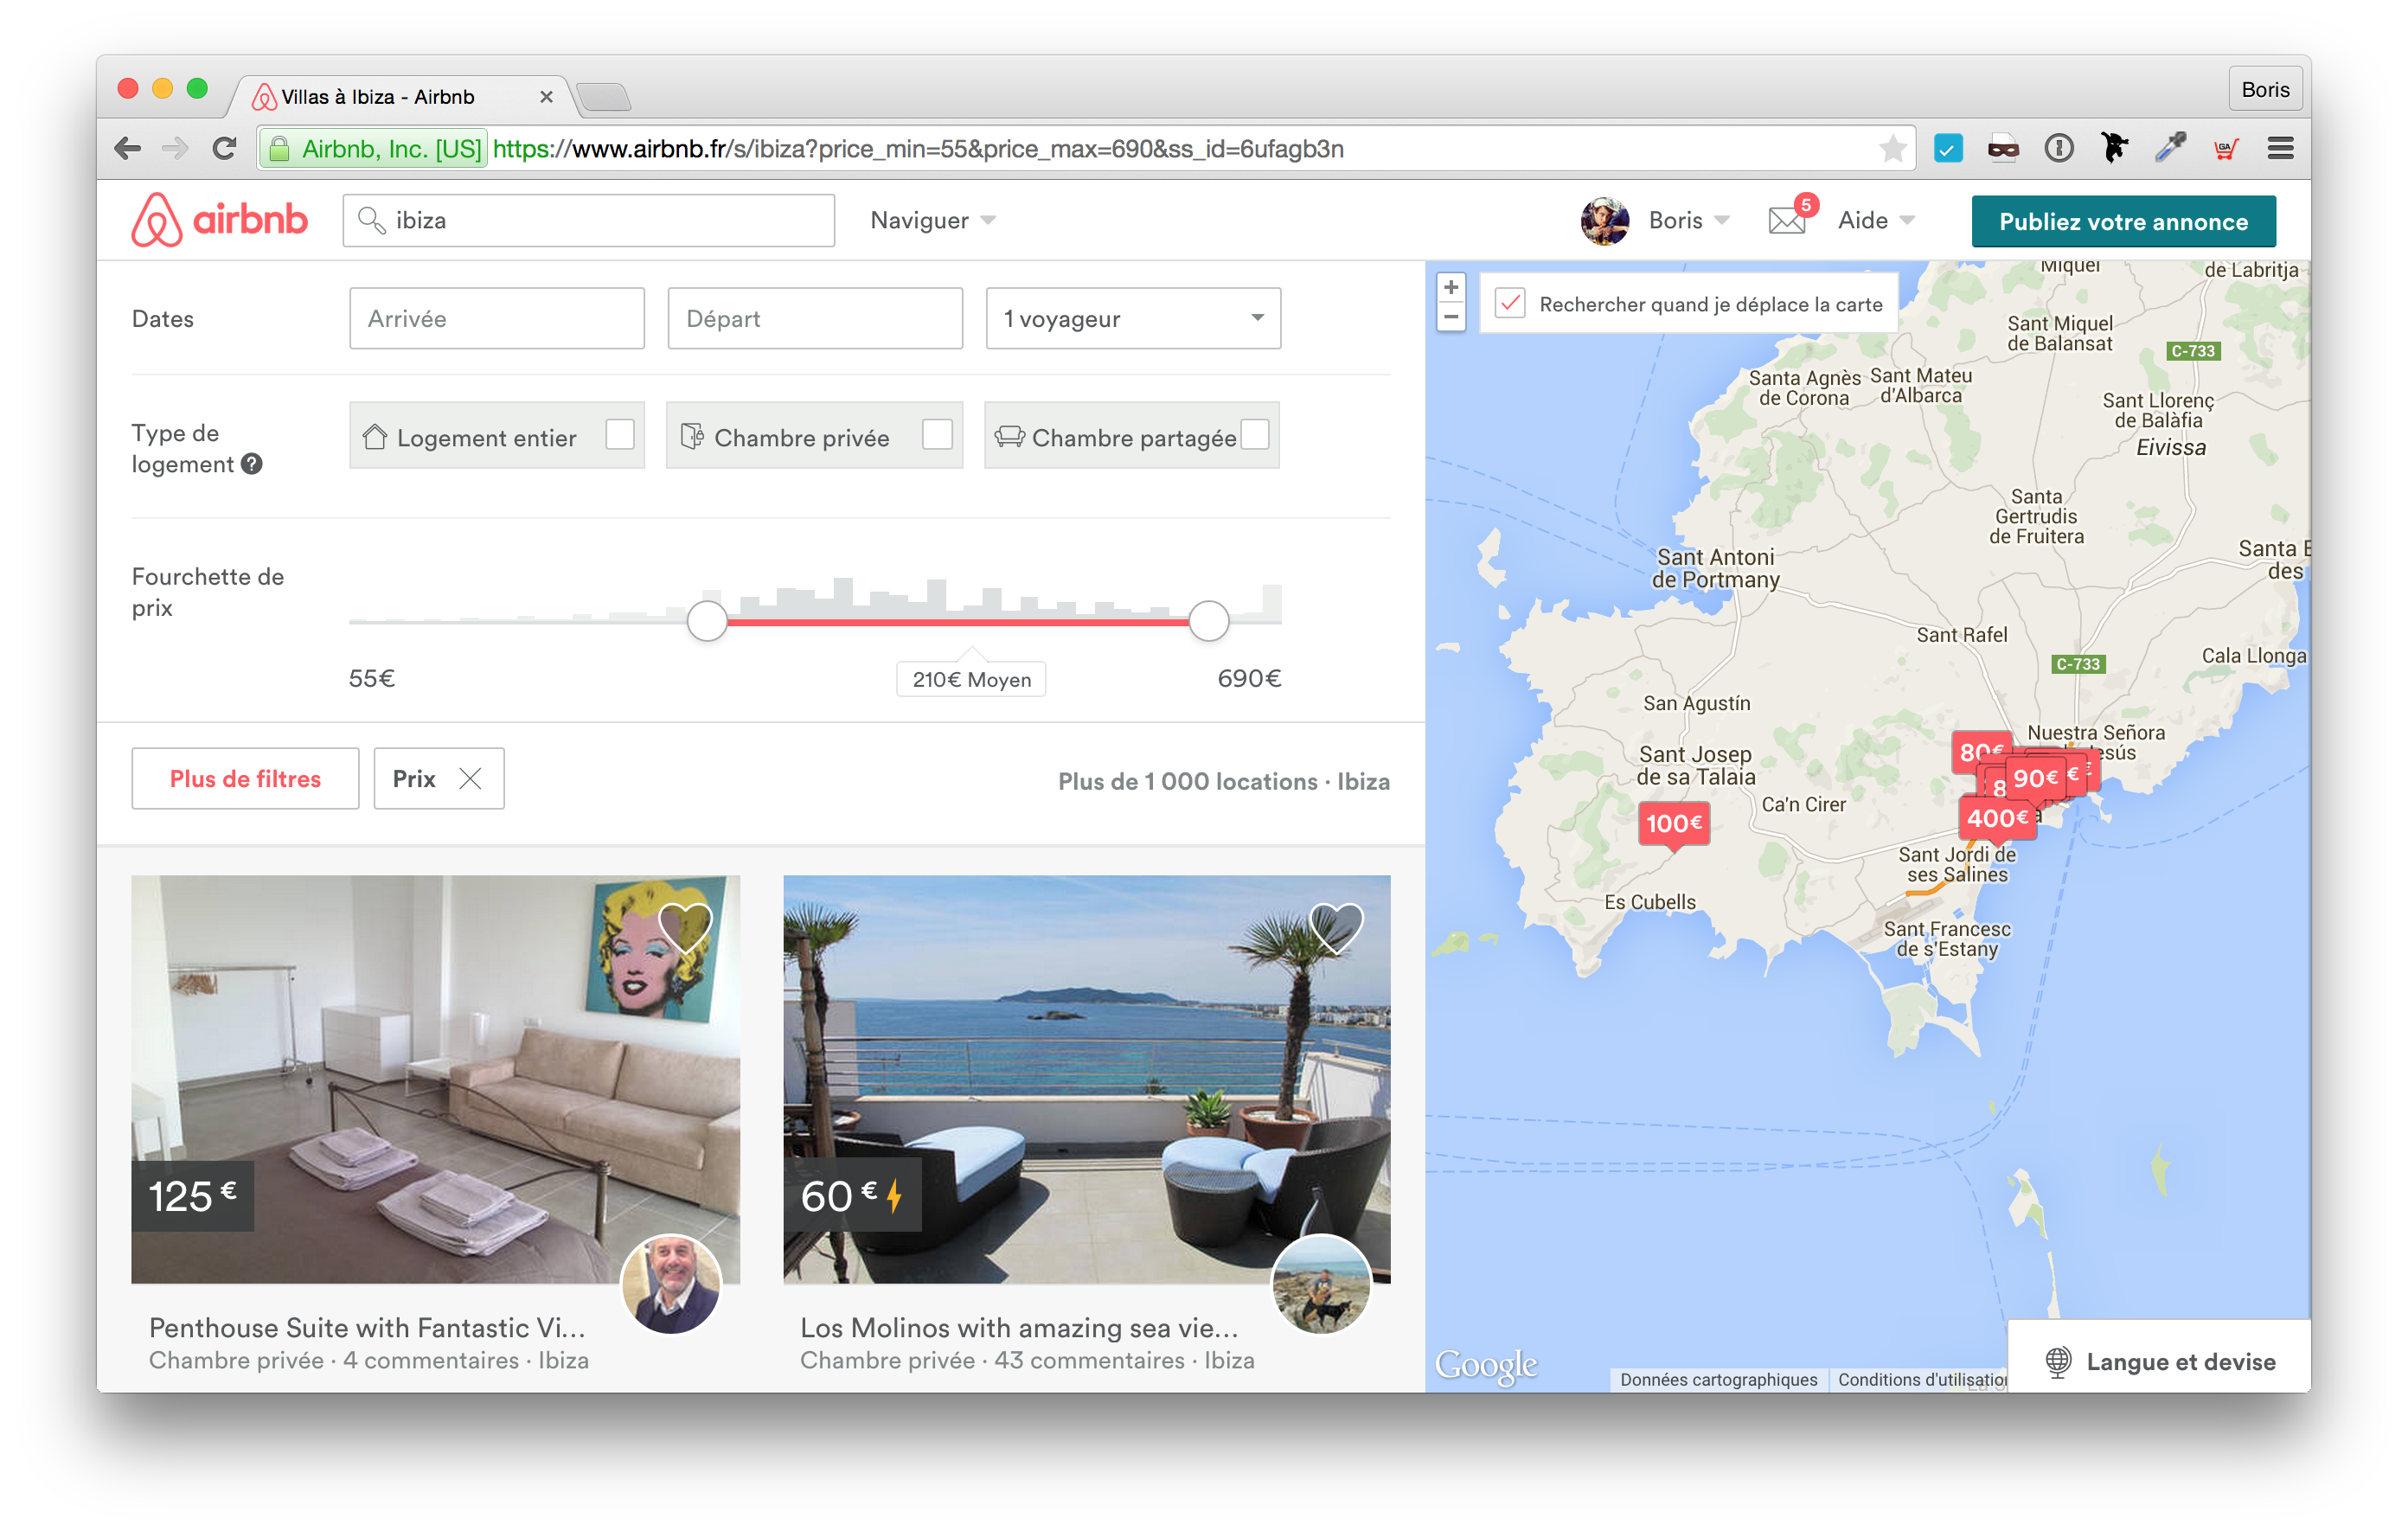 Villas à Ibiza - Airbnb
Boris
Airbnb, Inc. [US] https://www.airbnb.fr/s/ibiza?price_min=55&price_max=690&ss_id=6ufagb3n
airbnb
ibiza
Naviguer
Boris
5
Aide
Publiez votre annonce
Dates
Arrivée
Départ
1 voyageur
Type de
logement ?
Logement entier
Chambre privée
Chambre partagée
Fourchette de
prix
55€
210€ Moyen
690€
Plus de filtres
Prix
Plus de 1 000 locations · Ibiza
125 €
Penthouse Suite with Fantastic Vi...
Chambre privée · 4 commentaires · Ibiza
60 €
Los Molinos with amazing sea vie...
Chambre privée · 43 commentaires · Ibiza
+
−
Rechercher quand je déplace la carte
Miquel
de Labritja
Sant Miquel
de Balansat
C-733
Santa Agnès
de Corona
Sant Mateu
d'Albarca
Sant Llorenç
de Balàfia
Eivissa
Santa
Gertrudis
de Fruitera
Santa E
des
Sant Antoni
de Portmany
Sant Rafel
Cala Llonga
C-733
San Agustín
Nuestra Señora
esús
Sant Josep
de sa Talaia
80€
90€
€
8
400€
100€
Ca'n Cirer
Sant Jordi de
ses Salines
Es Cubells
Sant Francesc
de s'Estany
Google
Données cartographiques
Conditions d'utilisation
Langue et devise